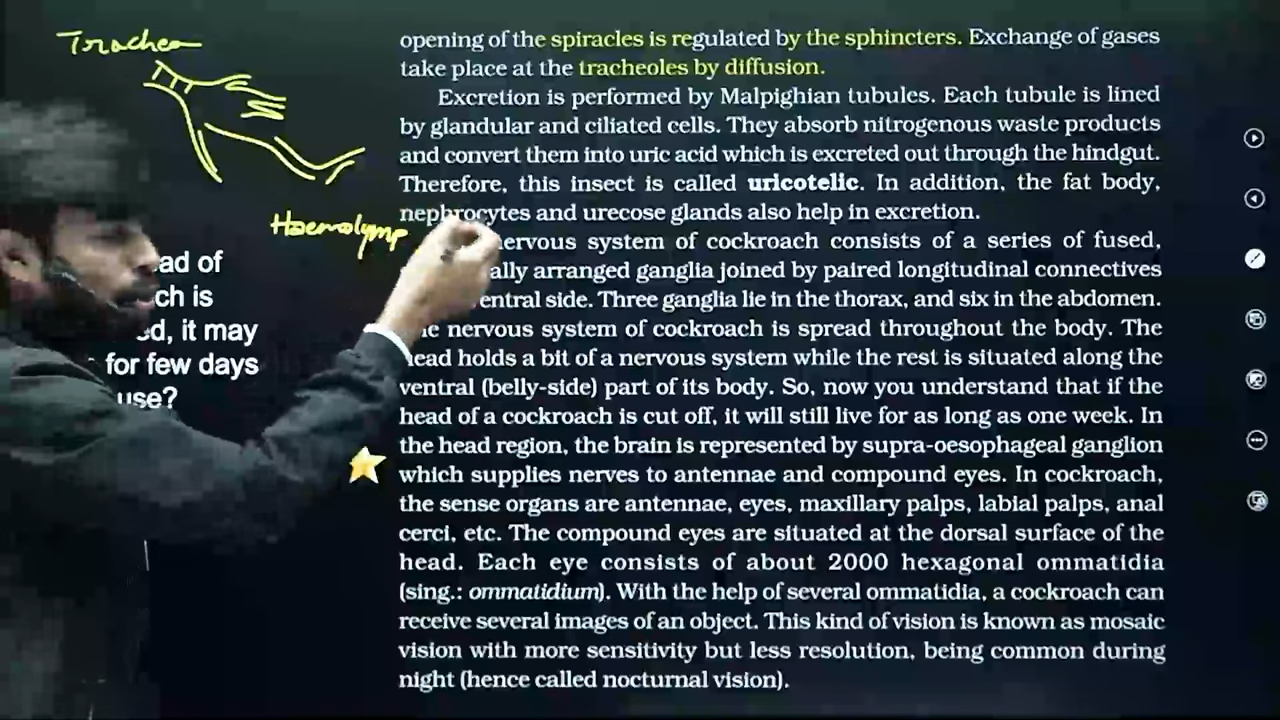 Trachea
opening of the spiracles is regulated by the sphincters. Exchange of gases
take place at the tracheoles by diffusion.
Excretion is performed by Malpighian tubules. Each tubule is lined
by glandular and ciliated cells. They absorb nitrogenous waste products
and convert them into uric acid which is excreted out through the hindgut.
Therefore, this insect is called uricotelic. In addition, the fat body,
nephrocytes and urecose glands also help in excretion.
Haemolymp
nervous system of cockroach consists of a series of fused,
ally arranged ganglia joined by paired longitudinal connectives
entral side. Three ganglia lie in the thorax, and six in the abdomen.
nervous system of cockroach is spread throughout the body. The
head holds a bit of a nervous system while the rest is situated along the
ventral (belly-side) part of its body. So, now you understand that if the
head of a cockroach is cut off, it will still live for as long as one week. In
the head region, the brain is represented by supra-oesophageal ganglion
which supplies nerves to antennae and compound eyes. In cockroach,
the sense organs are antennae, eyes, maxillary palps, labial palps, anal
cerci, etc. The compound eyes are situated at the dorsal surface of the
head. Each eye consists of about 2000 hexagonal ommatidia
(sing.: ommatidium). With the help of several ommatidia, a cockroach can
receive several images of an object. This kind of vision is known as mosaic
vision with more sensitivity but less resolution, being common during
night (hence called nocturnal vision).
ad of
ch is
ed, it may
for few days
use?